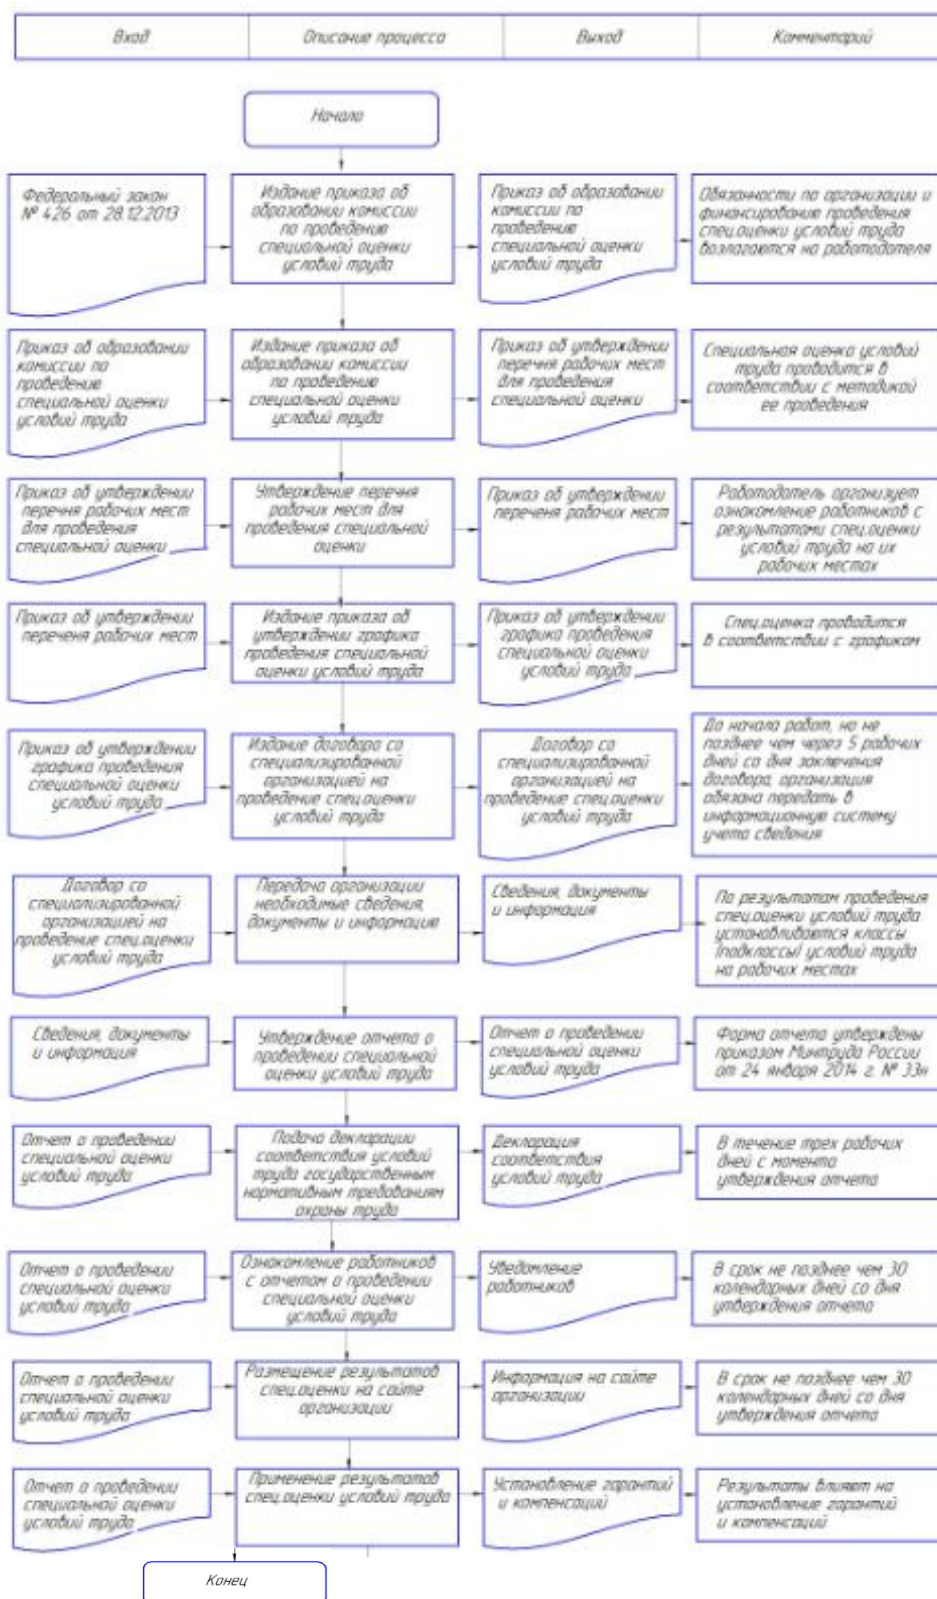 Вход
Описание процесса
Выход
Комментарий
Начало
Федеральный закон
№ 426 от 28.12.2013
Издание приказа об
образовании комиссии
по проведению
специальной оценки
условий труда
Приказ об образовании
комиссии по
проведению
специальной оценки
условий труда
Обязанности по организации и
финансированию проведения
спец.оценки условий труда
возлагаются на работодателя
Приказ об образовании
комиссии по
проведению
специальной оценки
условий труда
Издание приказа об
образовании комиссии
по проведению
специальной оценки
условий труда
Приказ об утверждении
перечня рабочих мест
для проведения
специальной оценки
Специальная оценка условий
труда проводится в
соответствии с методикой
ее проведения
Приказ об утверждении
перечня рабочих мест
для проведения
специальной оценки
Утверждение перечня
рабочих мест для
проведения специальной
оценки
Приказ об утверждении
переченя рабочих мест
Работодатель организует
ознокомление работников с
результатами спец.оценки
условий труда на их
рабочих местах
Приказ об утверждении
переченя рабочих мест
Издание приказа об
утверждении графика
проведения специальной
оценки условий труда
Приказ об утверждении
графика проведения
специальной оценки
условий труда
Спец.оценка проводится
в соответствии с графиком
Приказ об утверждении
графика проведения
специальной оценки
условий труда
Издание договора со
специализированной
организацией на
проведение спец.оценки
условий труда
Договор со
специализированной
организацией на
проведение спец.оценки
условий труда
До начала работ, но не
позднее чем через 5 рабочих
дней со дня заключения
договора, организация
обязана передать в
информационную систему
учета сведения
Договор со
специализированной
организацией на
проведение спец.оценки
условий труда
Передача организации
необходимые сведения,
документы и информацию
Сведения, документы
и информация
По результатам проведения
спец.оценки условий труда
устанавливаются классы
(подклассы) условий труда
на рабочих местах
Сведения, документы
и информация
Утверждение отчета о
проведении специальной
оценки условий труда
Отчет о проведении
специальной оценки
условий труда
Форма отчета утверждены
приказом Минтруда России
от 24 января 2014 г. № 33н
Отчет о проведении
специальной оценки
условий труда
Подача декларации
соответствия условий
труда государственным
нормативным требованиям
охраны труда
Декларация
соответствия
условий труда
В течение трех рабочих
дней с момента
утверждения отчета
Отчет о проведении
специальной оценки
условий труда
Ознакомление работников
с отчетом о проведении
специальной оценки
условий труда
Уведомление
работников
В срок не позднее чем 30
календарных дней со дня
утверждения отчета
Отчет о проведении
специальной оценки
условий труда
Размещение результатов
спец.оценки на сайте
организации
Информация на сайте
организации
В срок не позднее чем 30
календарных дней со дня
утверждения отчета
Отчет о проведении
специальной оценки
условий труда
Применение результатов
спец.оценки условий труда
Установление гарантий
и компенсаций
Результаты влияют на
установление гарантий
и компенсаций
Конец